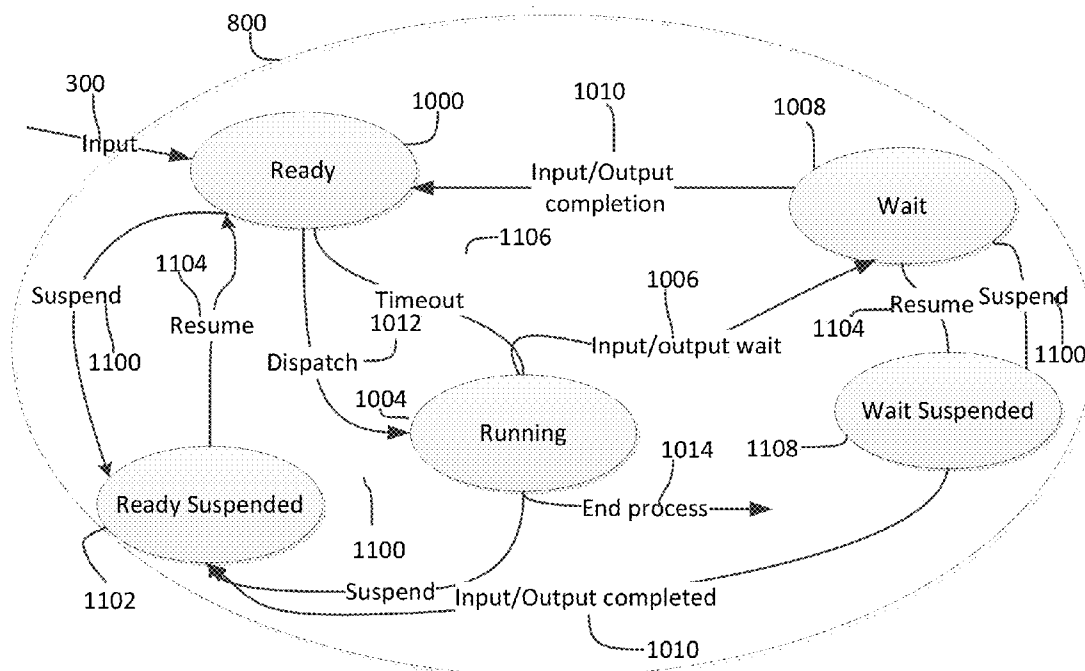 800
300
1010
1000
1008
Input
Ready
Input/Output
completion
Wait
1106
1104
1006
Suspend
Timeout
Resume
Suspend
1104
Resume
1012
Input/output wait
1100
1100
Dispatch
1004
Wait Suspended
Running
1014
1108
Ready Suspended
End process
1100
1102
Suspend
Input/Output completed
1010